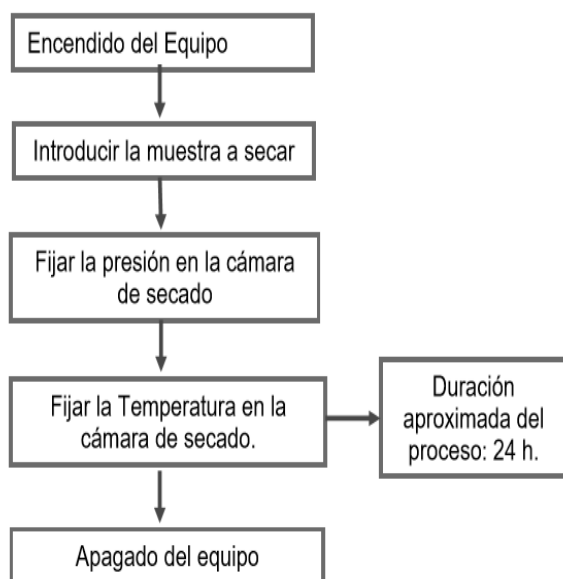 Encendido del Equipo
Introducir la muestra a secar
Fijar la presión en la cámara
de secado
Fijar la Temperatura en la
cámara de secado.
Duración
aproximada del
proceso: 24 h.
Apagado del equipo